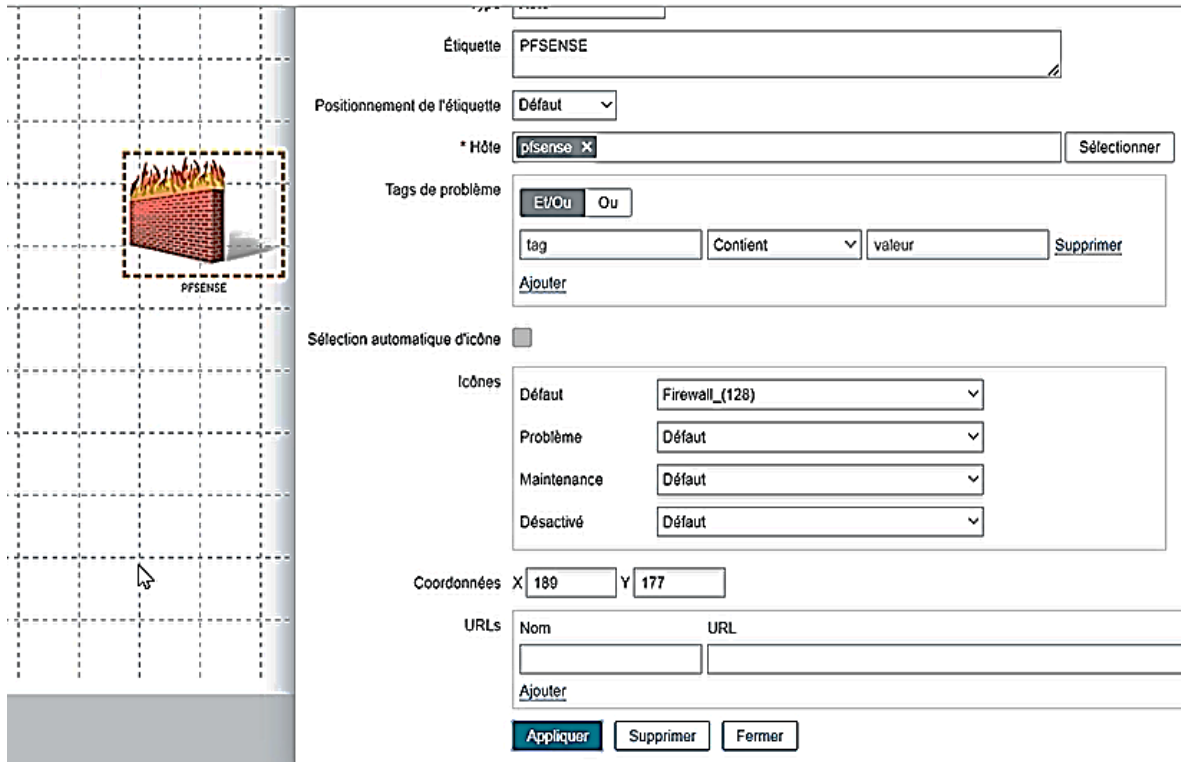 Étiquette PFSENSE
Positionnement de l'étiquette Défaut
* Hôte pfsense Sélectionner
Tags de problème
Et/Ou Ou
tag Contient valeur Supprimer
Ajouter
PFSENSE
Sélection automatique d'icône
Icônes
Défaut Firewall_(128)
Problème Défaut
Maintenance Défaut
Désactivé Défaut
Coordonnées X 189 Y 177
URLs Nom URL
Ajouter
Appliquer Supprimer Fermer